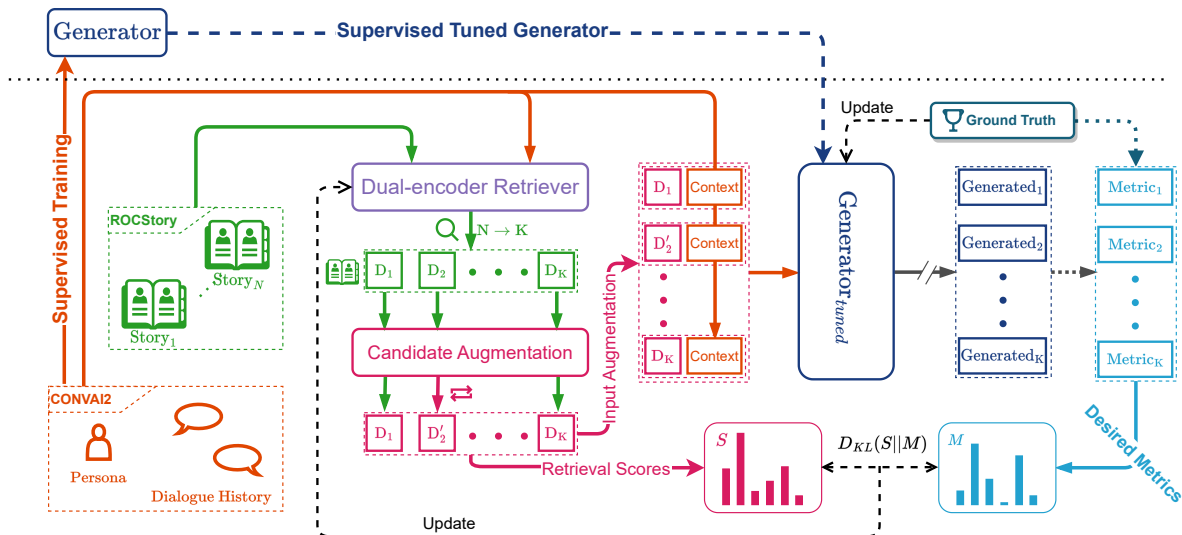 Generator
Supervised Tuned Generator
Supervised Training
Update
Ground Truth
Dual-encoder Retriever
N → K
ROCStory
Story_N
Story_1
D_1
D_2
D_K
Candidate Augmentation
D_1
D'_2
D_K
Input Augmentation
Retrieval Scores
CONVAI2
Persona
Dialogue History
D_1 Context
D'_2 Context
D_K Context
Generator_tuned
Generated_1
Generated_2
Generated_K
Metric_1
Metric_2
Metric_K
Desired Metrics
S
D_KL(S||M)
M
Update